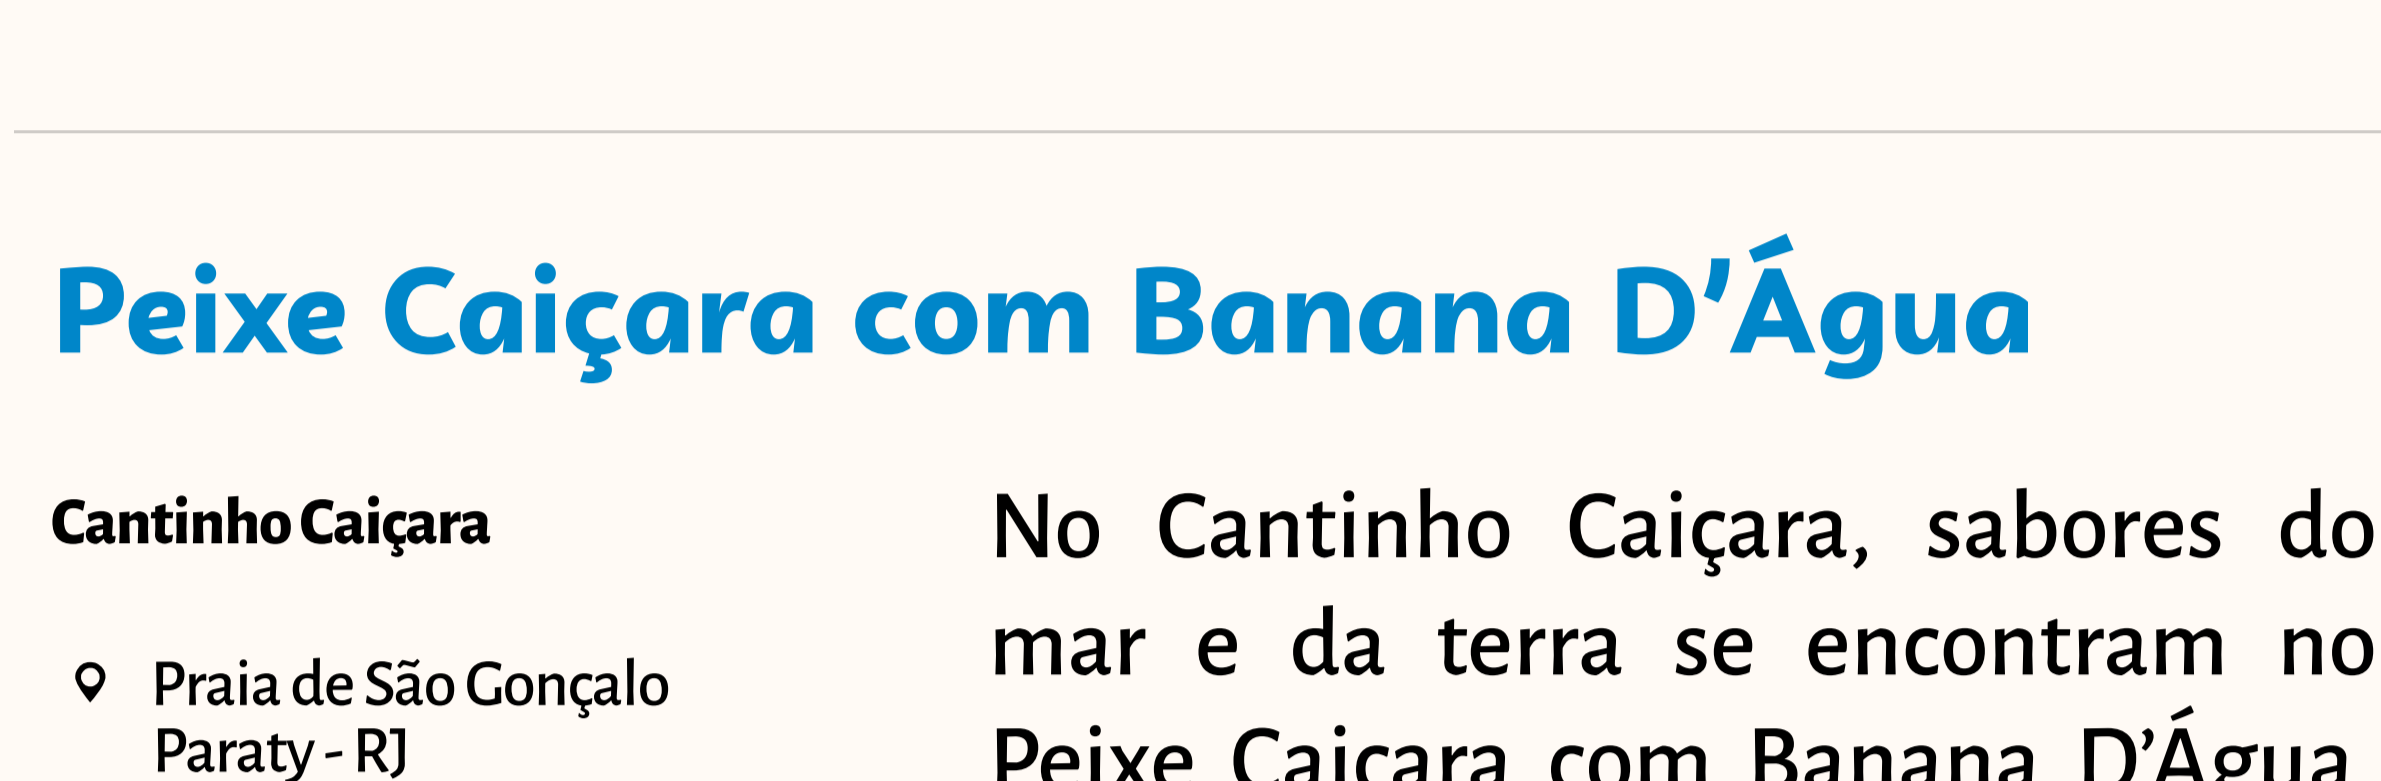 Peixe Caiçara com Banana D’Água
Cantinho Caiçara
Praia de São Gonçalo
Paraty - RJ
No Cantinho Caiçara, sabores do
mar e da terra se encontram no
Peixe Caiçara com Banana D’Água